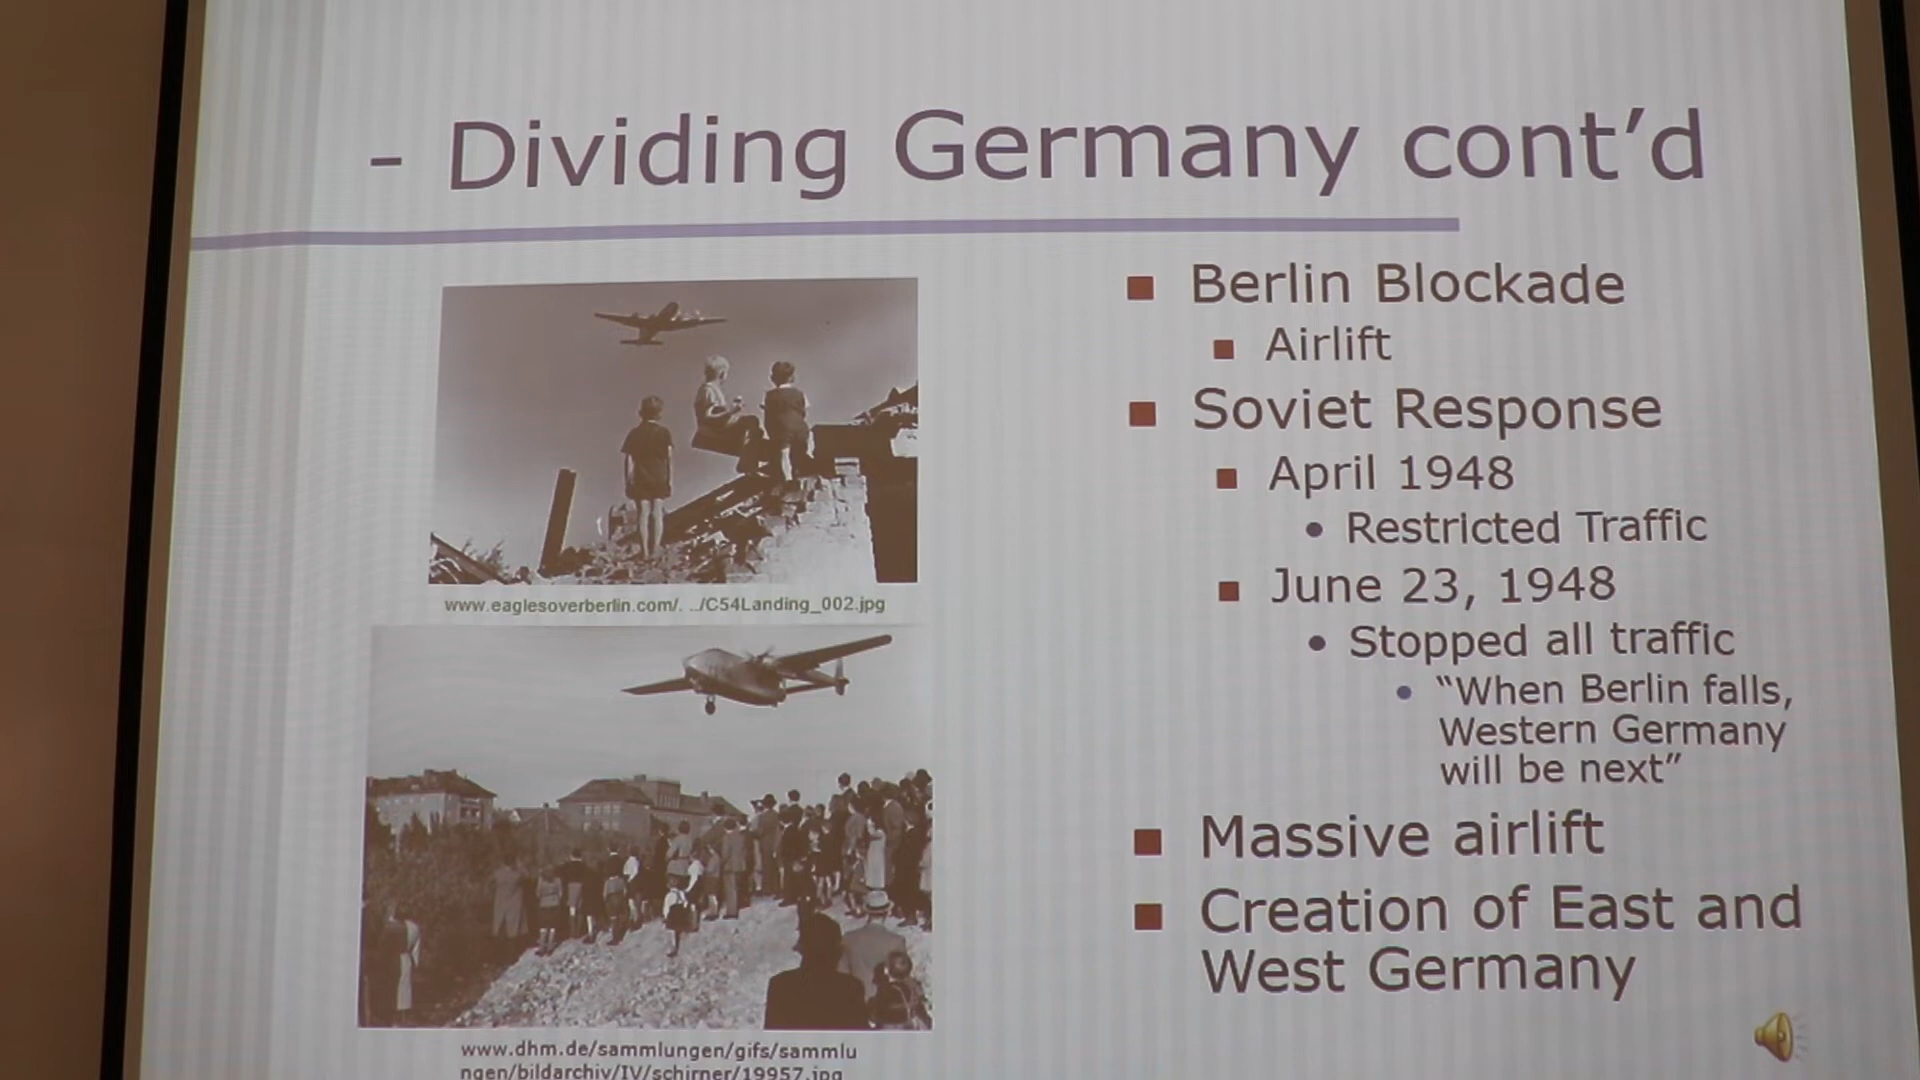 - Dividing Germany cont’d
www.eaglesoverberlin.com/. ../C54Landing_002.jpg
www.dhm.de/sammlungen/gifs/sammlu
ngen/bildarchiv/IV/schirner/19957.jpg
Berlin Blockade
Airlift
Soviet Response
April 1948
Restricted Traffic
June 23, 1948
Stopped all traffic
“When Berlin falls,
Western Germany
will be next”
Massive airlift
Creation of East and
West Germany